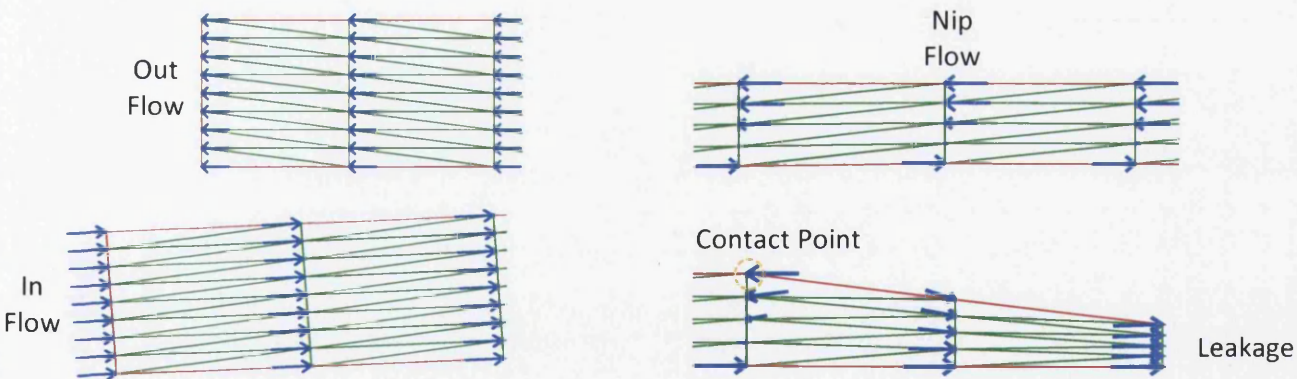 Out
Flow
Nip
Flow
In
Flow
Contact Point
Leakage